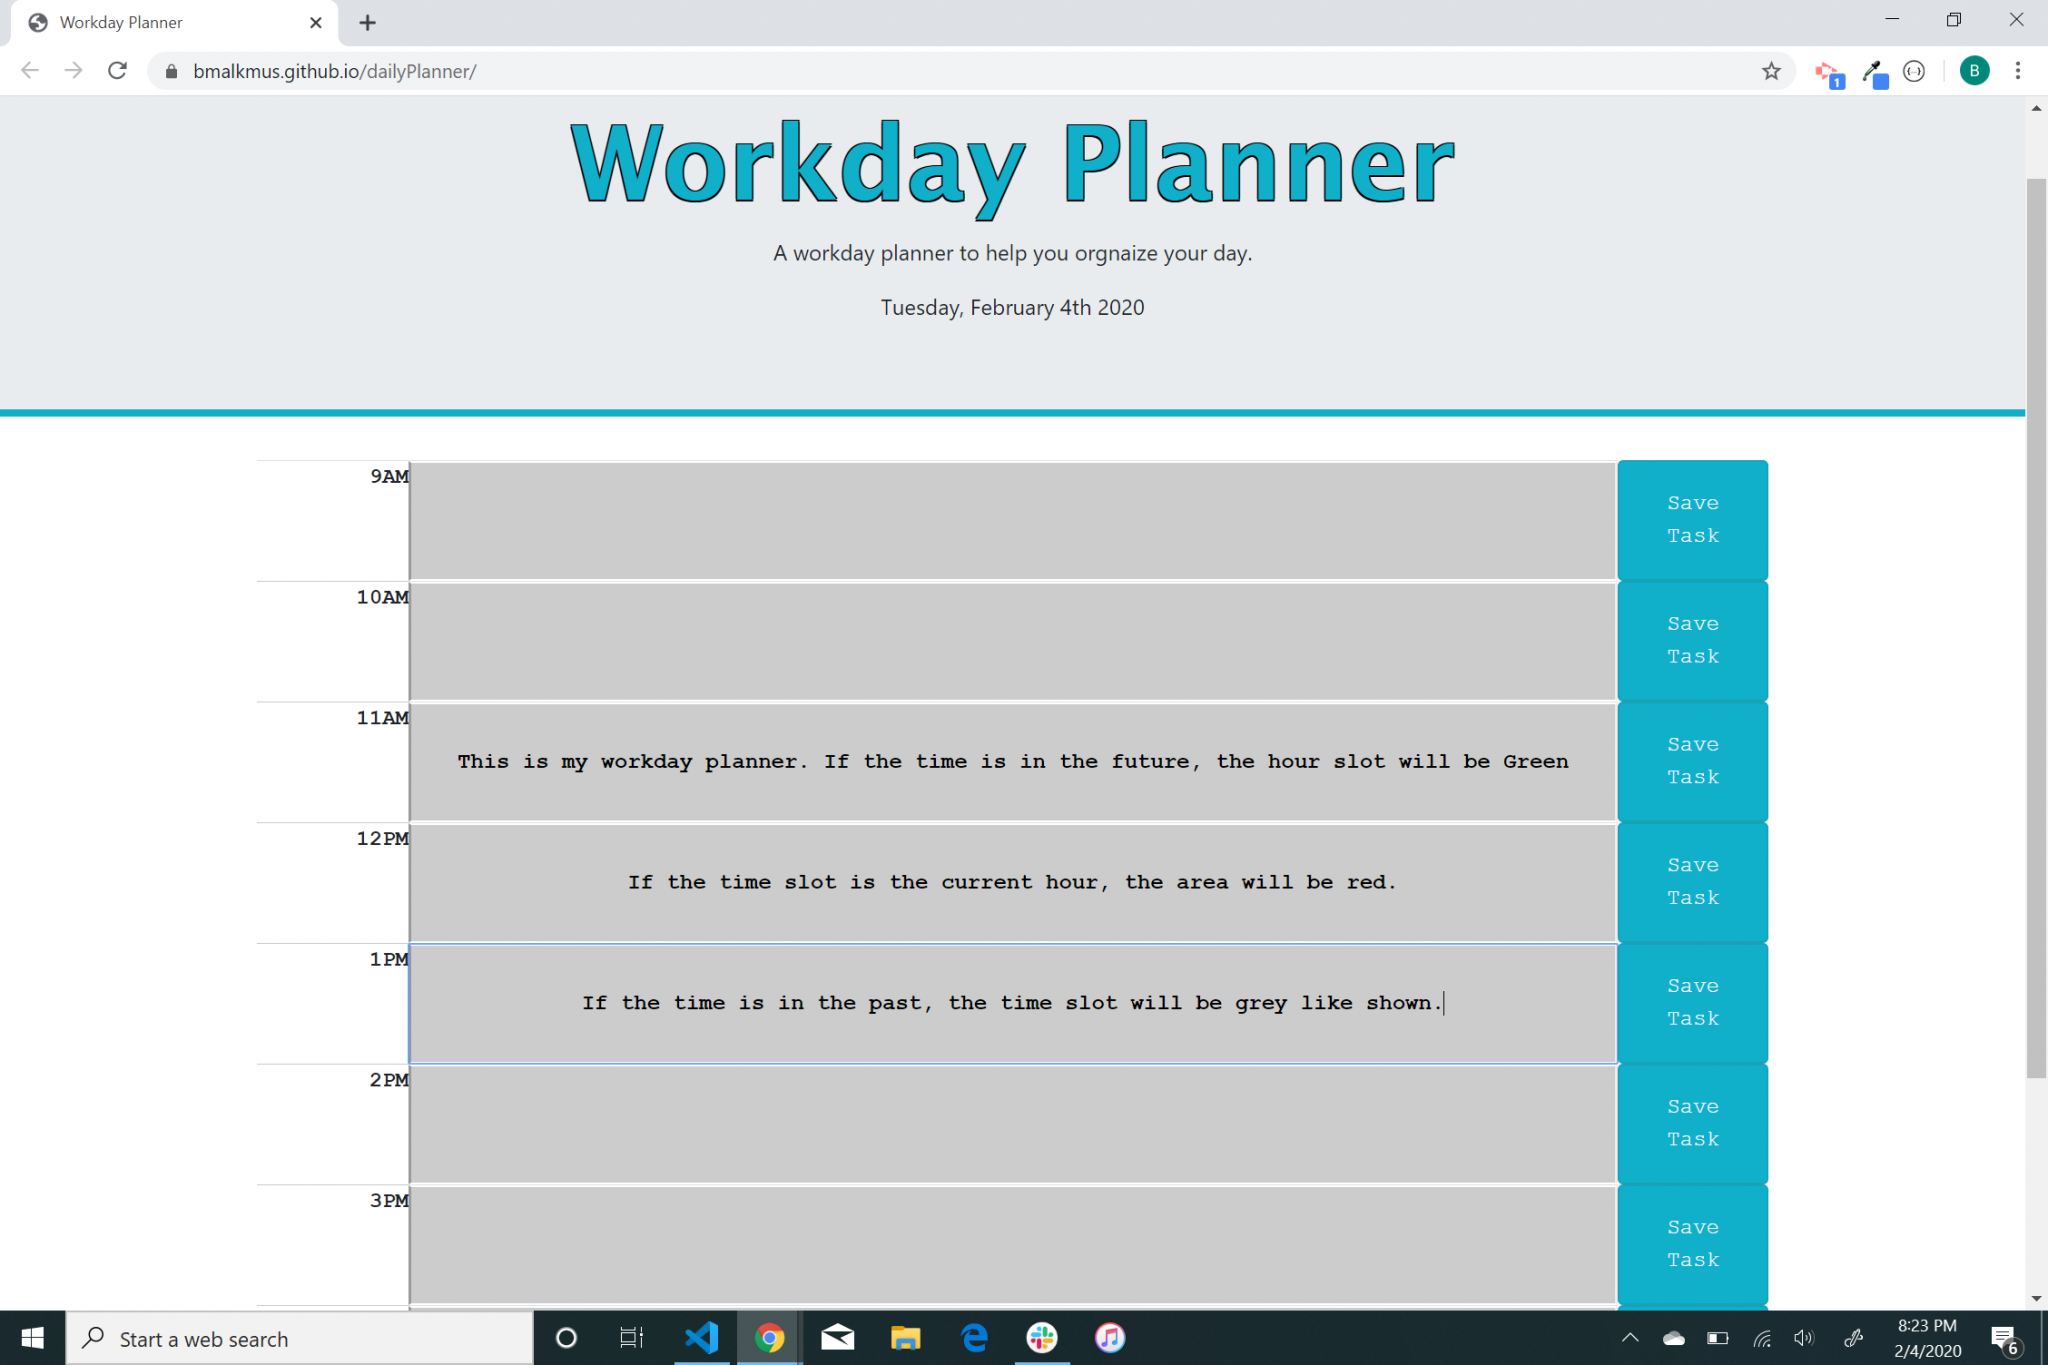 Workday Planner
bmalkmus.github.io/dailyPlanner/
1
B
Workday Planner
A workday planner to help you orgnaize your day.
Tuesday, February 4th 2020
9AM
Save
Task
10AM
Save
Task
11AM
This is my workday planner. If the time is in the future, the hour slot will be Green
Save
Task
12PM
If the time slot is the current hour, the area will be red.
Save
Task
1PM
If the time is in the past, the time slot will be grey like shown.
Save
Task
2PM
Save
Task
3PM
Save
Task
Start a web search
8:23 PM
2/4/2020
6